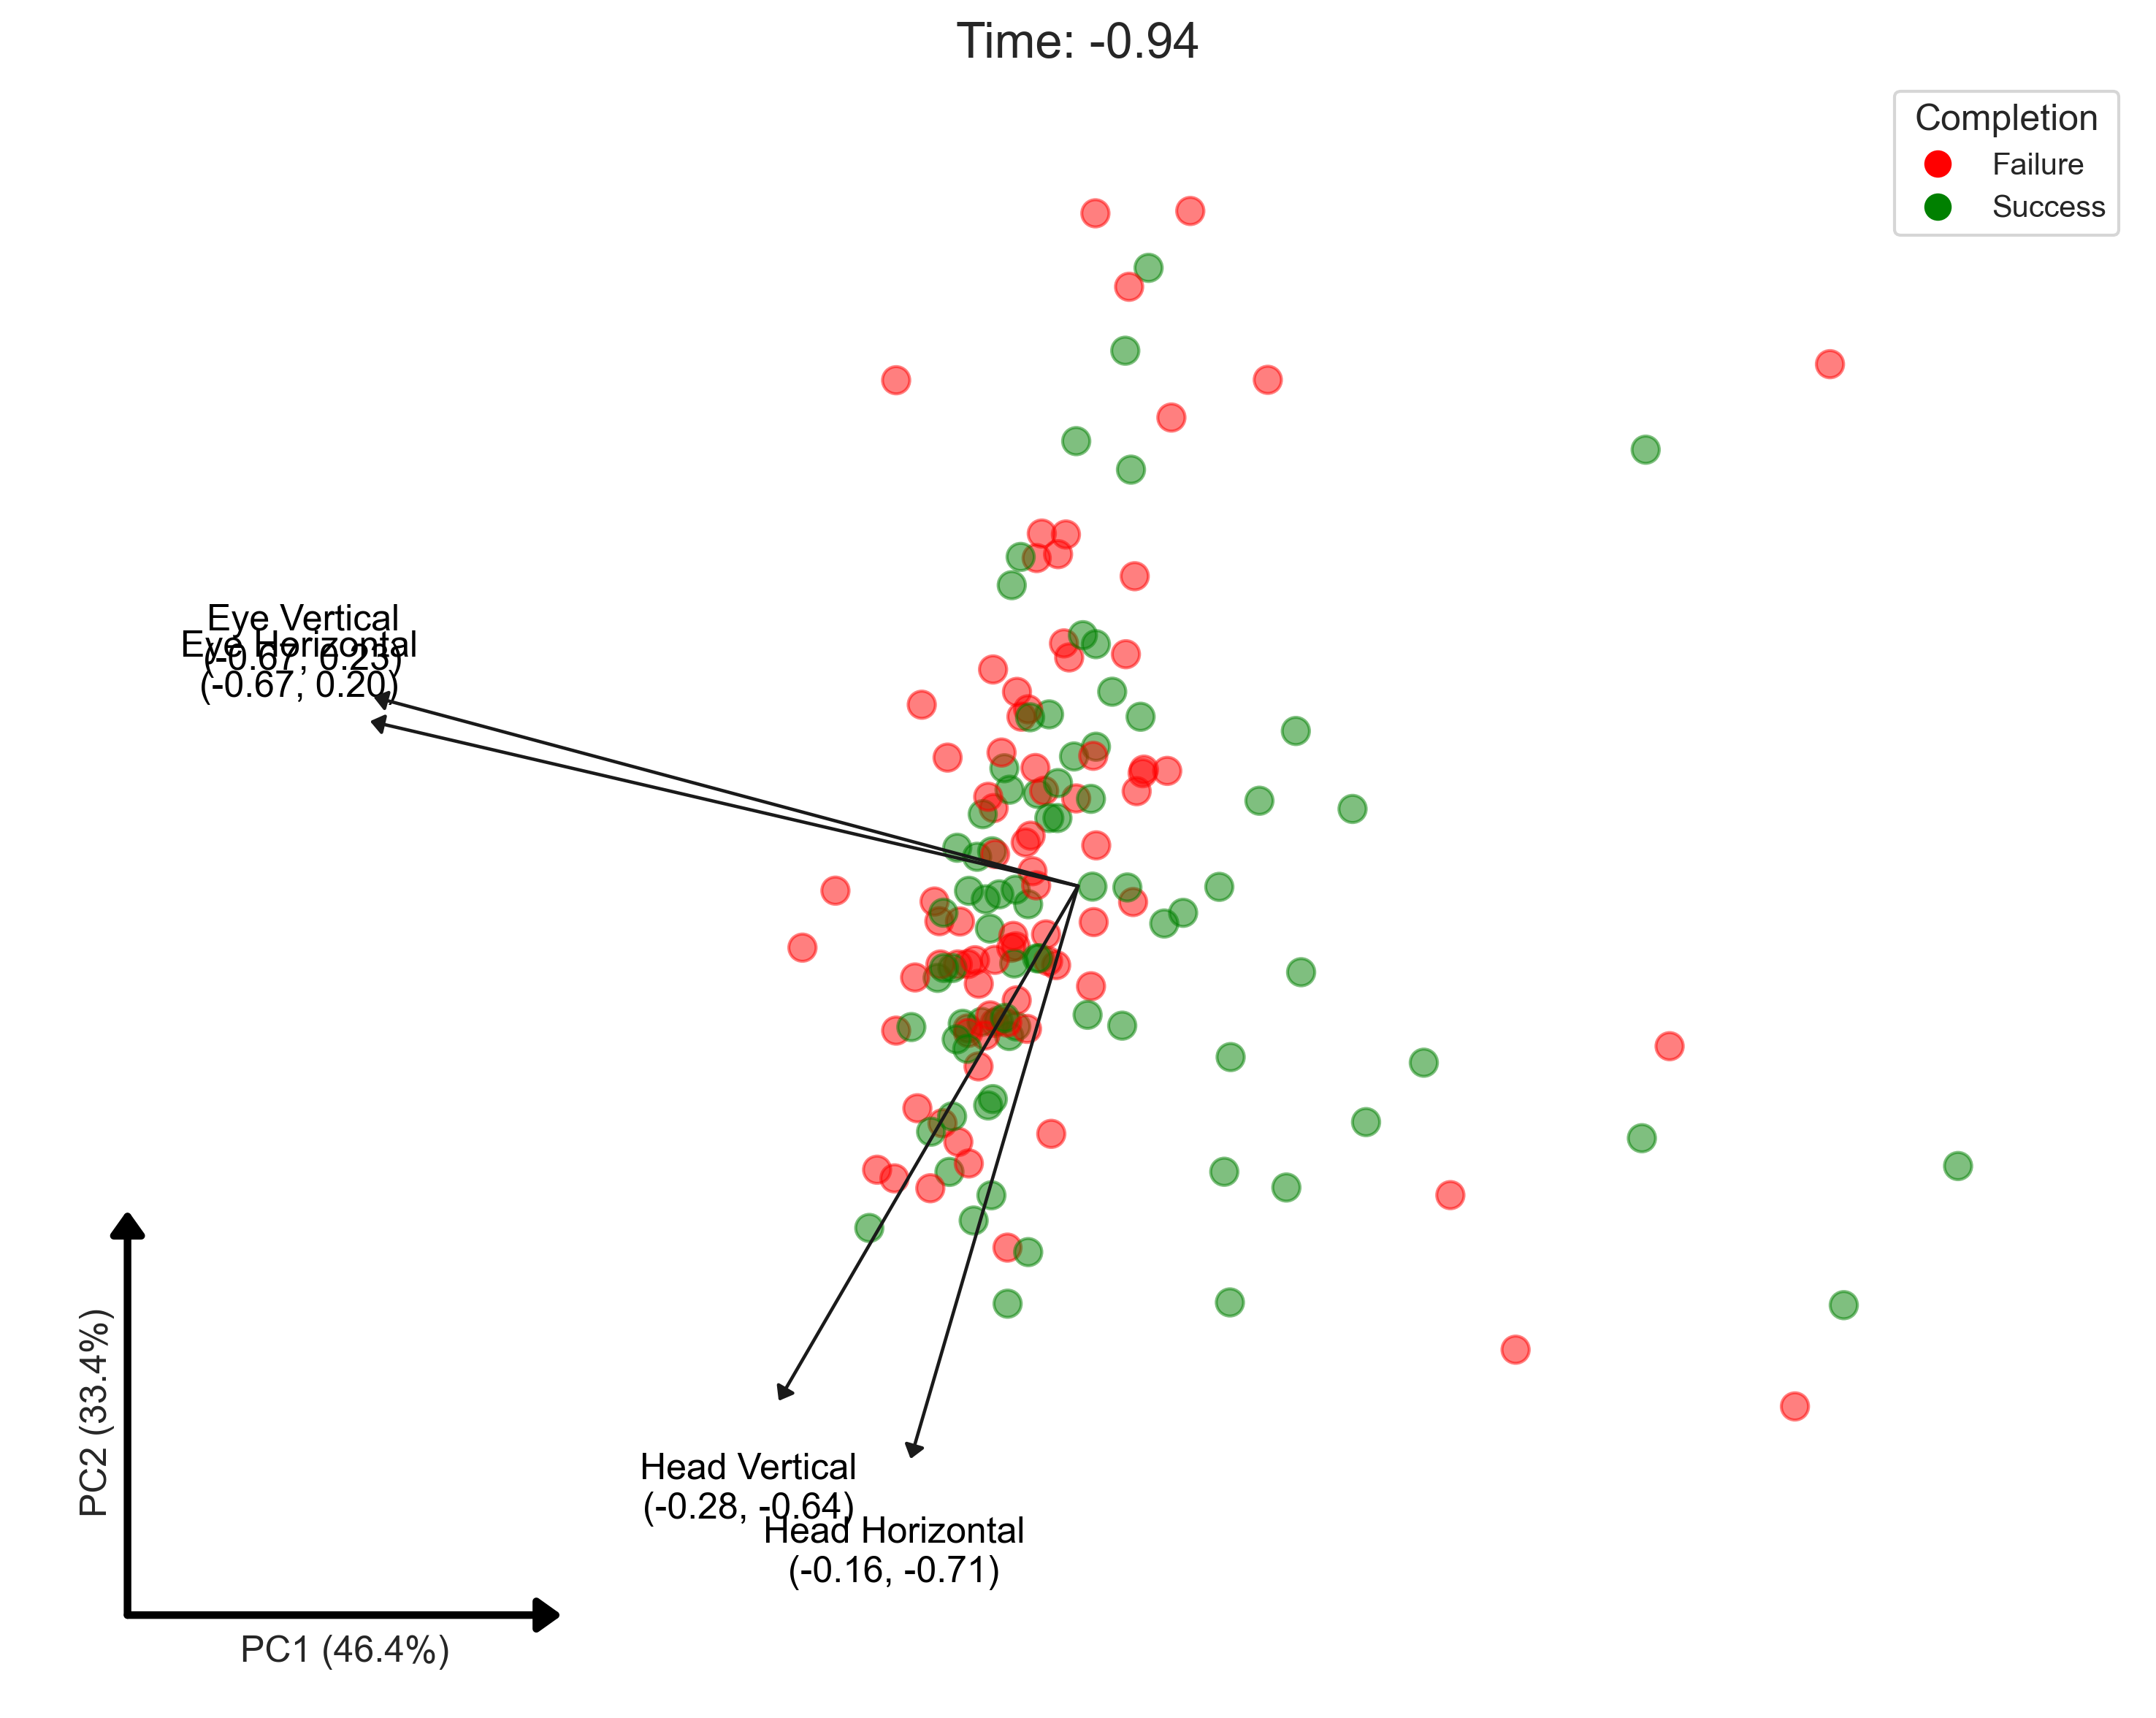 Time: -0.94
Completion
Failure
Success
Eye Vertical
(-0.67, 0.23)
Eye Horizontal
(-0.67, 0.20)
Head Vertical
(-0.28, -0.64)
Head Horizontal
(-0.16, -0.71)
PC2 (33.4%)
PC1 (46.4%)